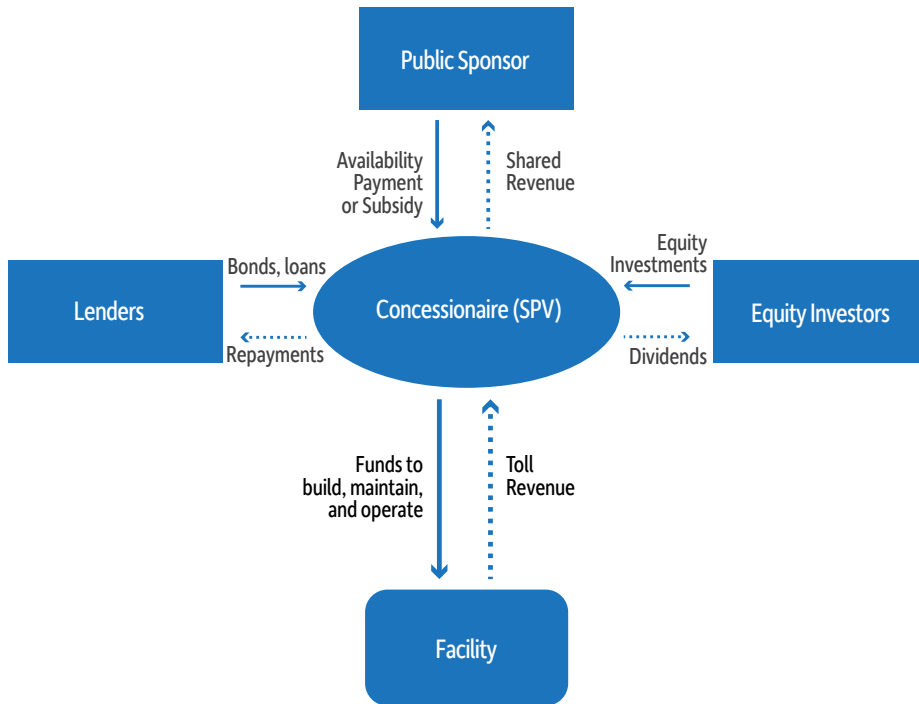 Public Sponsor
Availability
Payment
or Subsidy
Shared
Revenue
Bonds, loans
Equity
Investments
Lenders
Concessionaire (SPV)
Equity Investors
Repayments
Dividends
Funds to
build, maintain,
and operate
Toll
Revenue
Facility